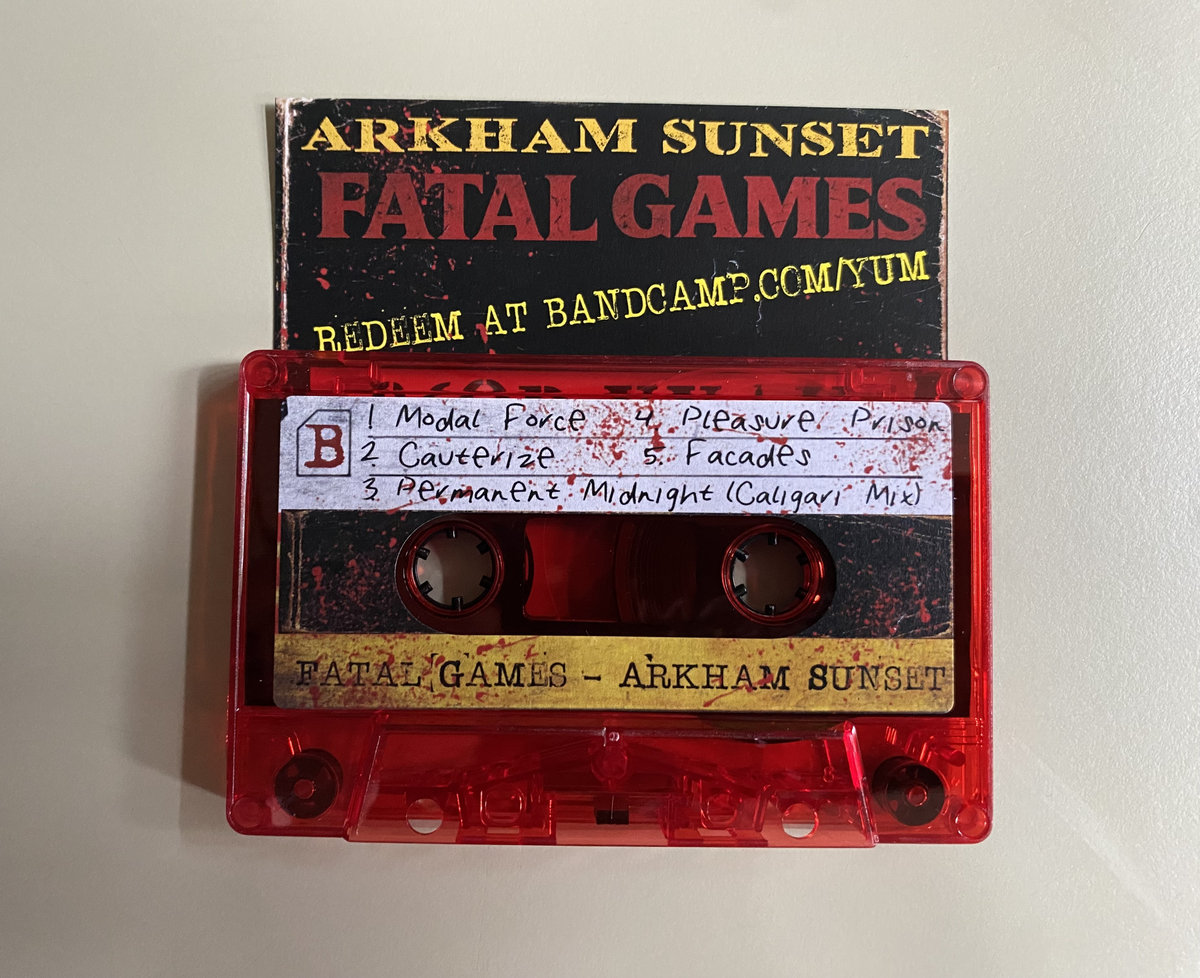 ARKHAM SUNSET
FATAL GAMES
REDEEM AT BANDCAMP.COM/YUM
B
1 Modal Force 4. Pleasure Prison
2. Cauterize 5. Facades
3. Permanent Midnight (Caligari Mix)
FATAL GAMES - ARKHAM SUNSET